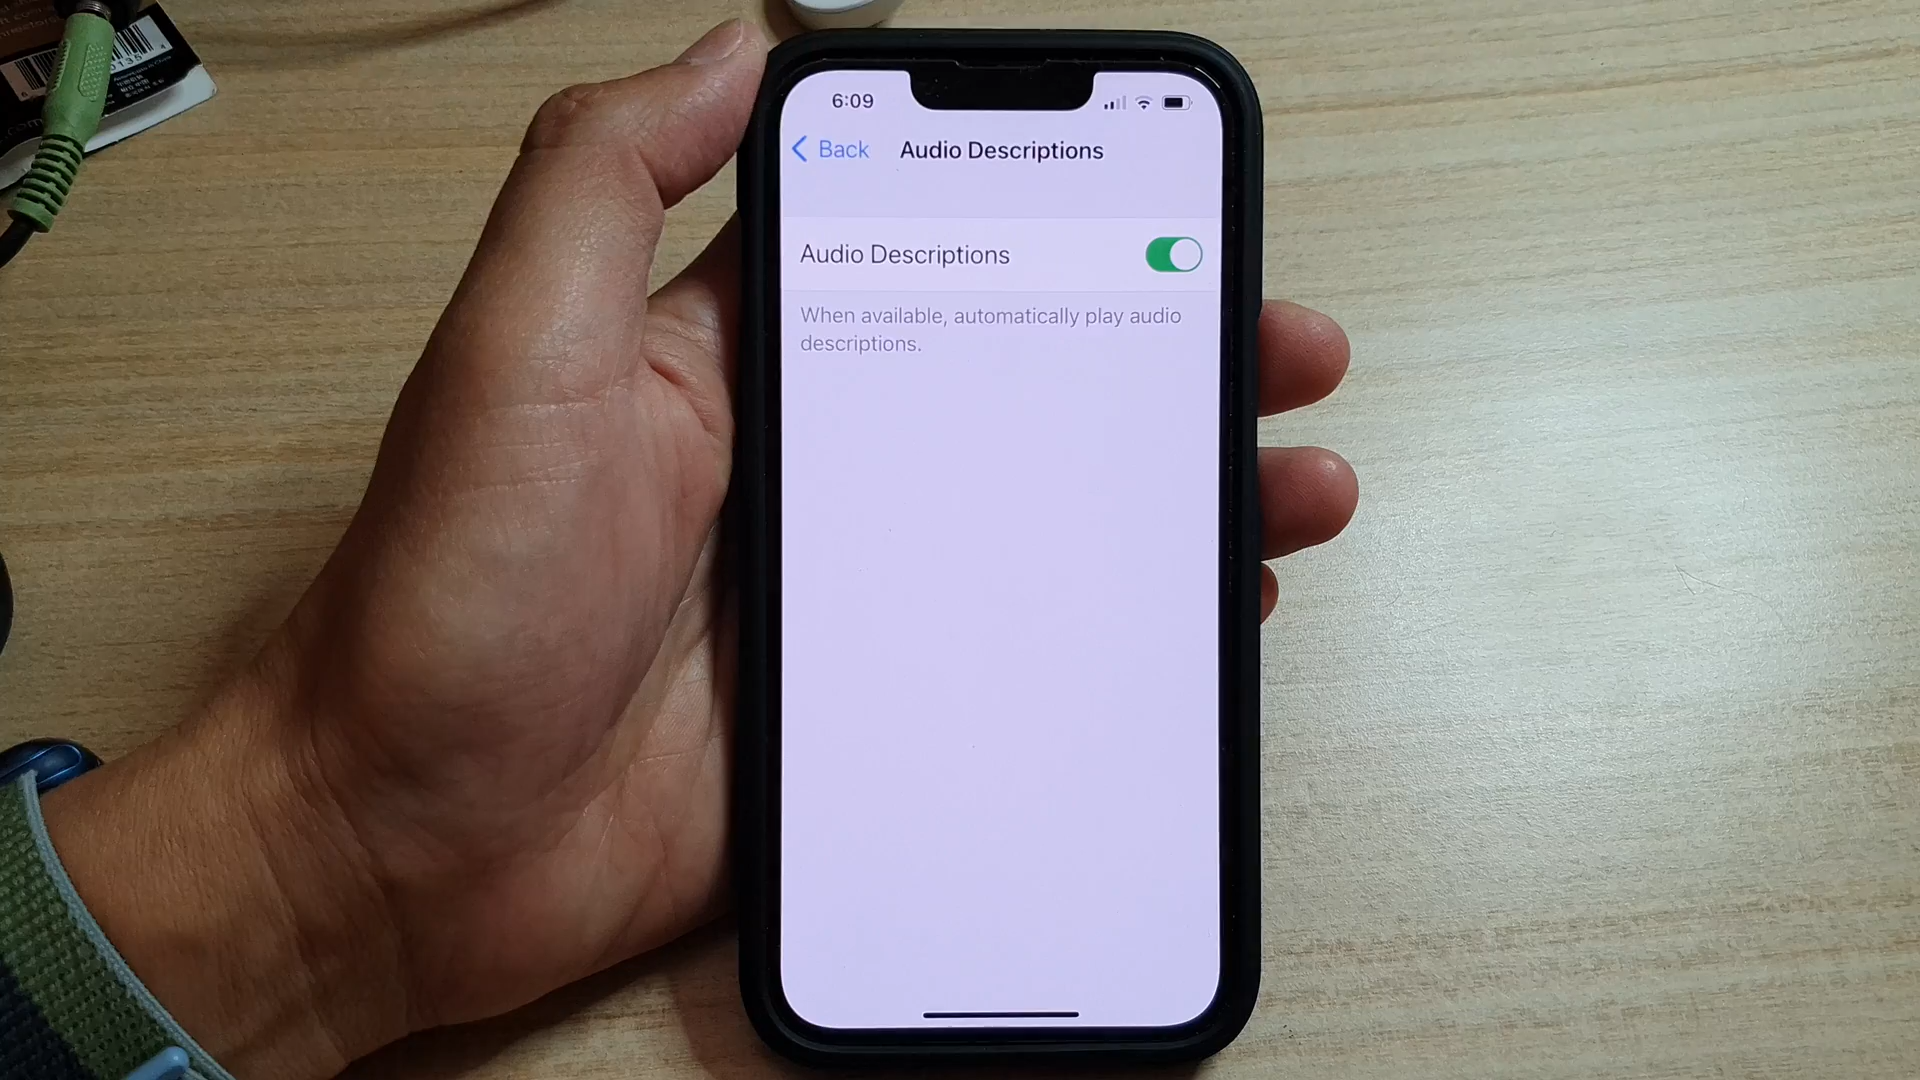 6:09
Back Audio Descriptions
Audio Descriptions
When available, automatically play audio
descriptions.